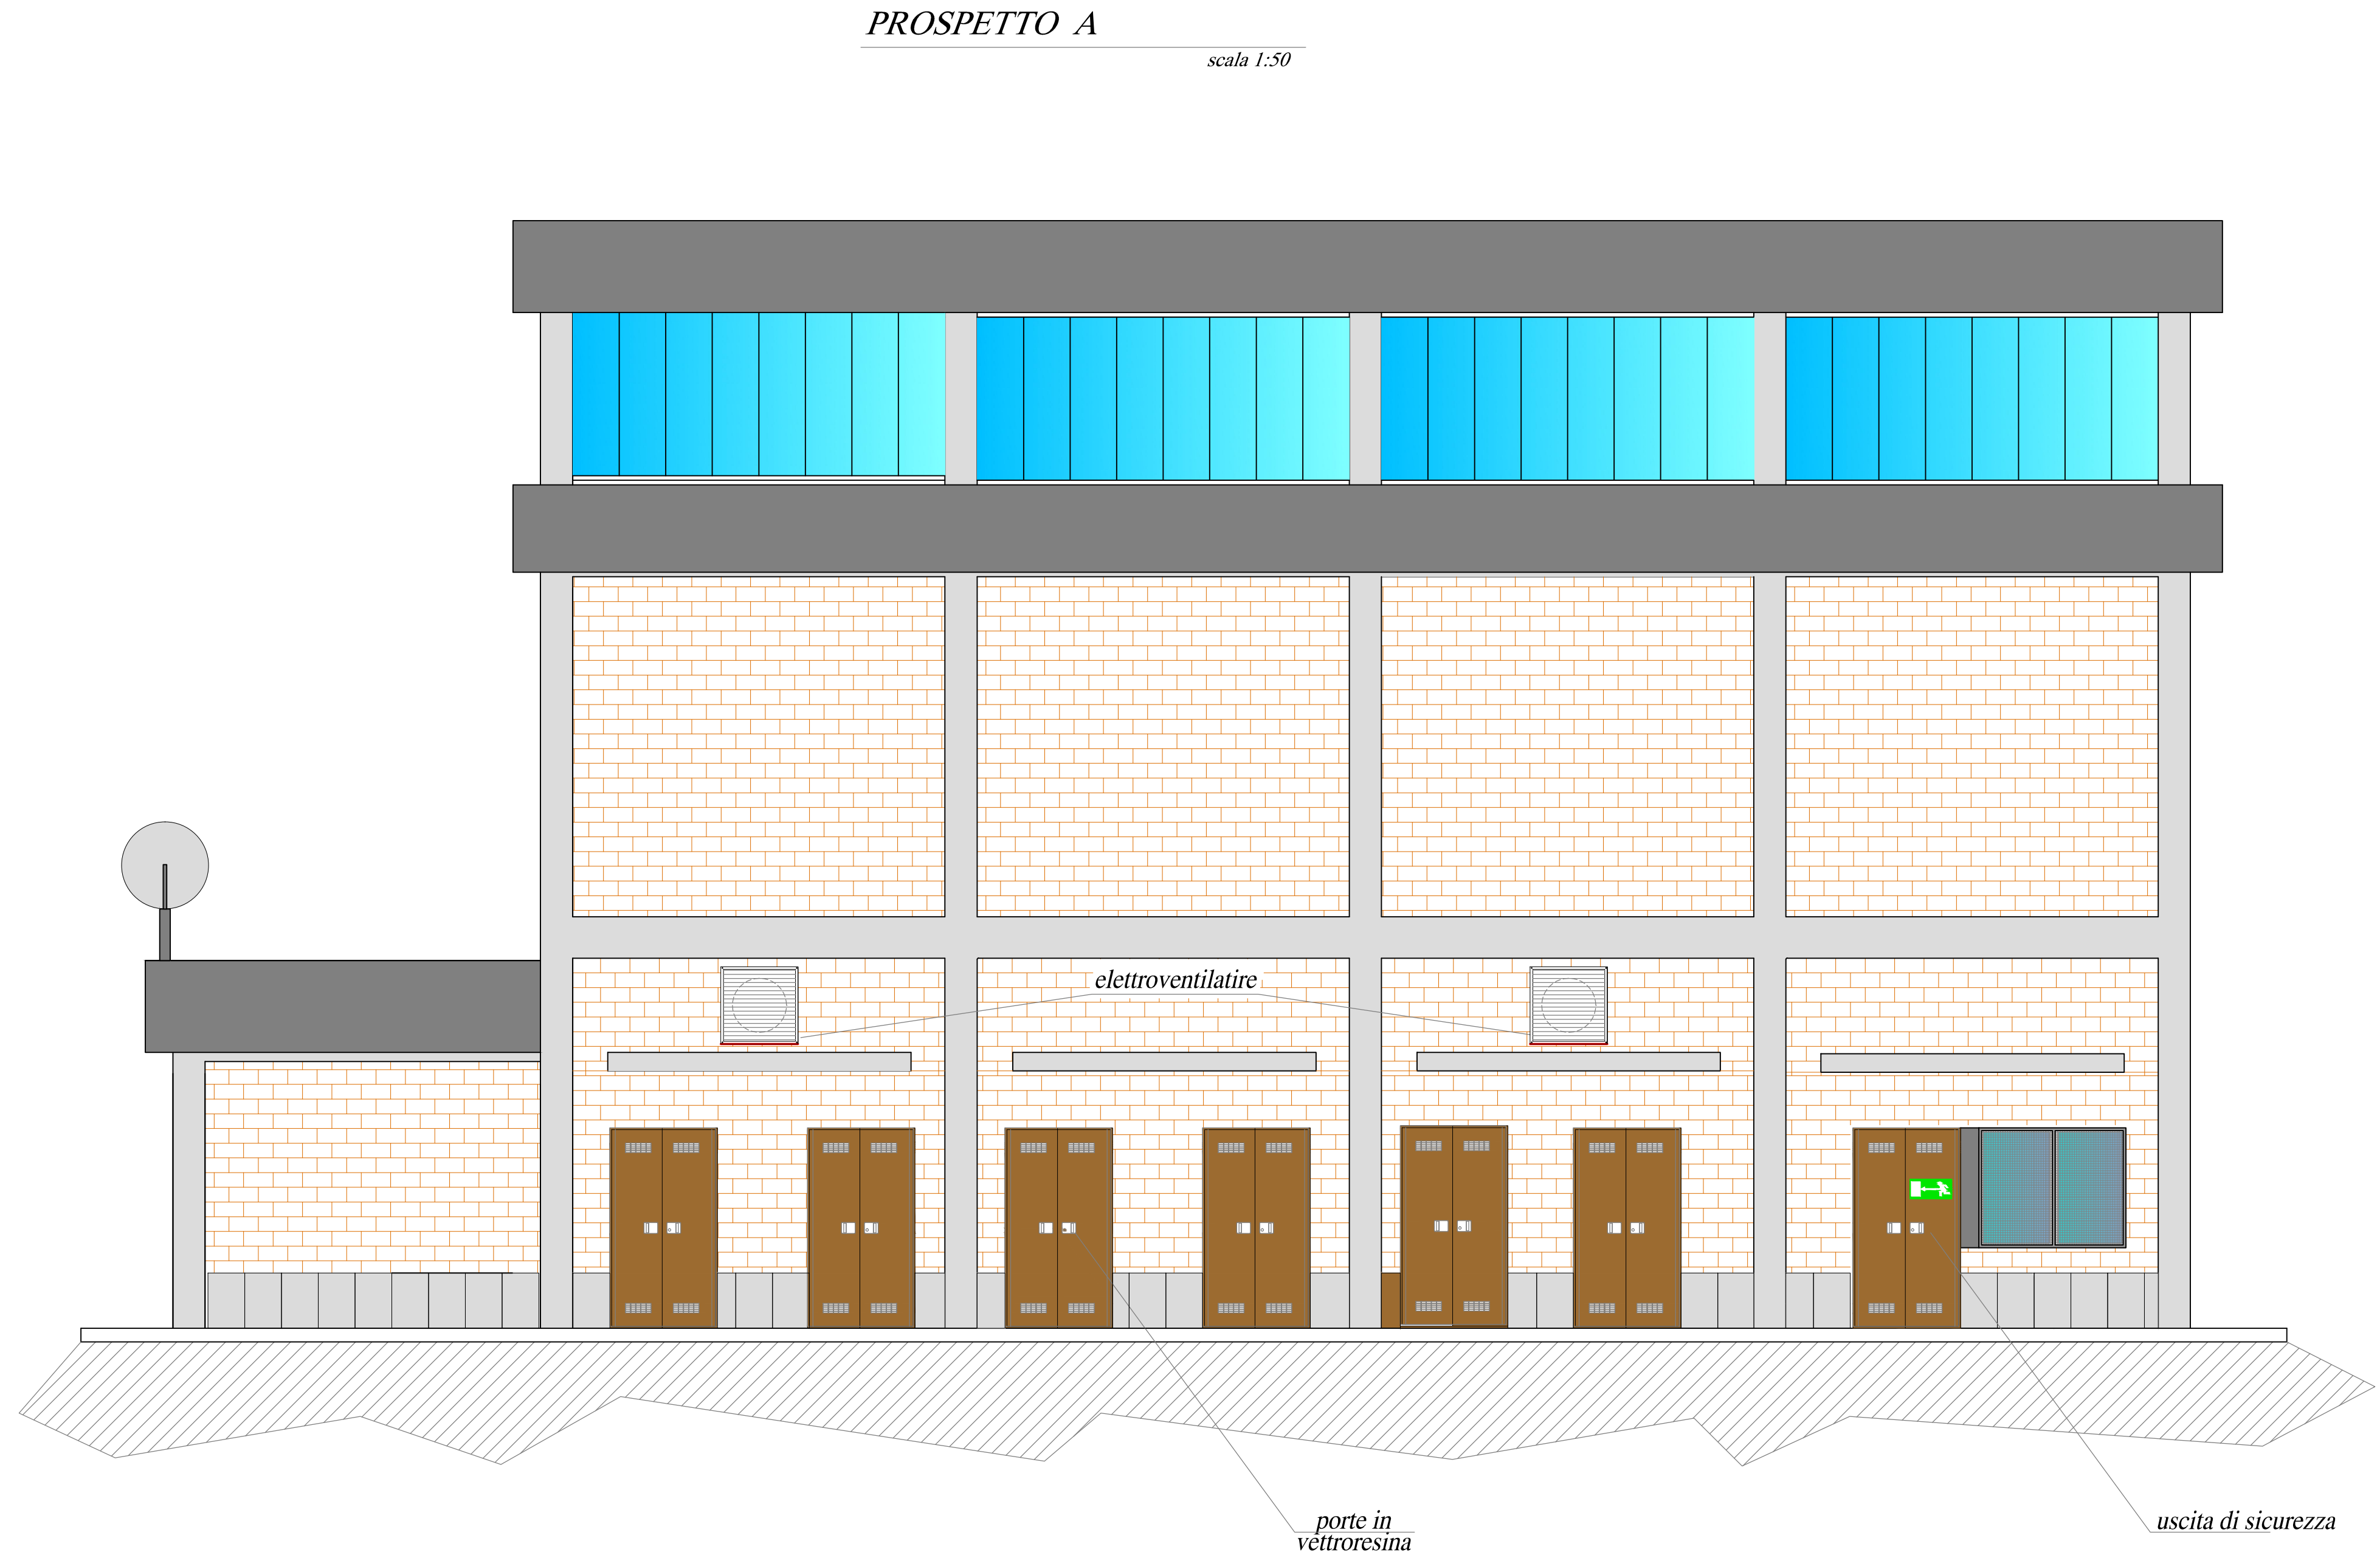 PROSPETTO A
scala 1:50
elettroventilatire
porte in
vettroresina
uscita di sicurezza